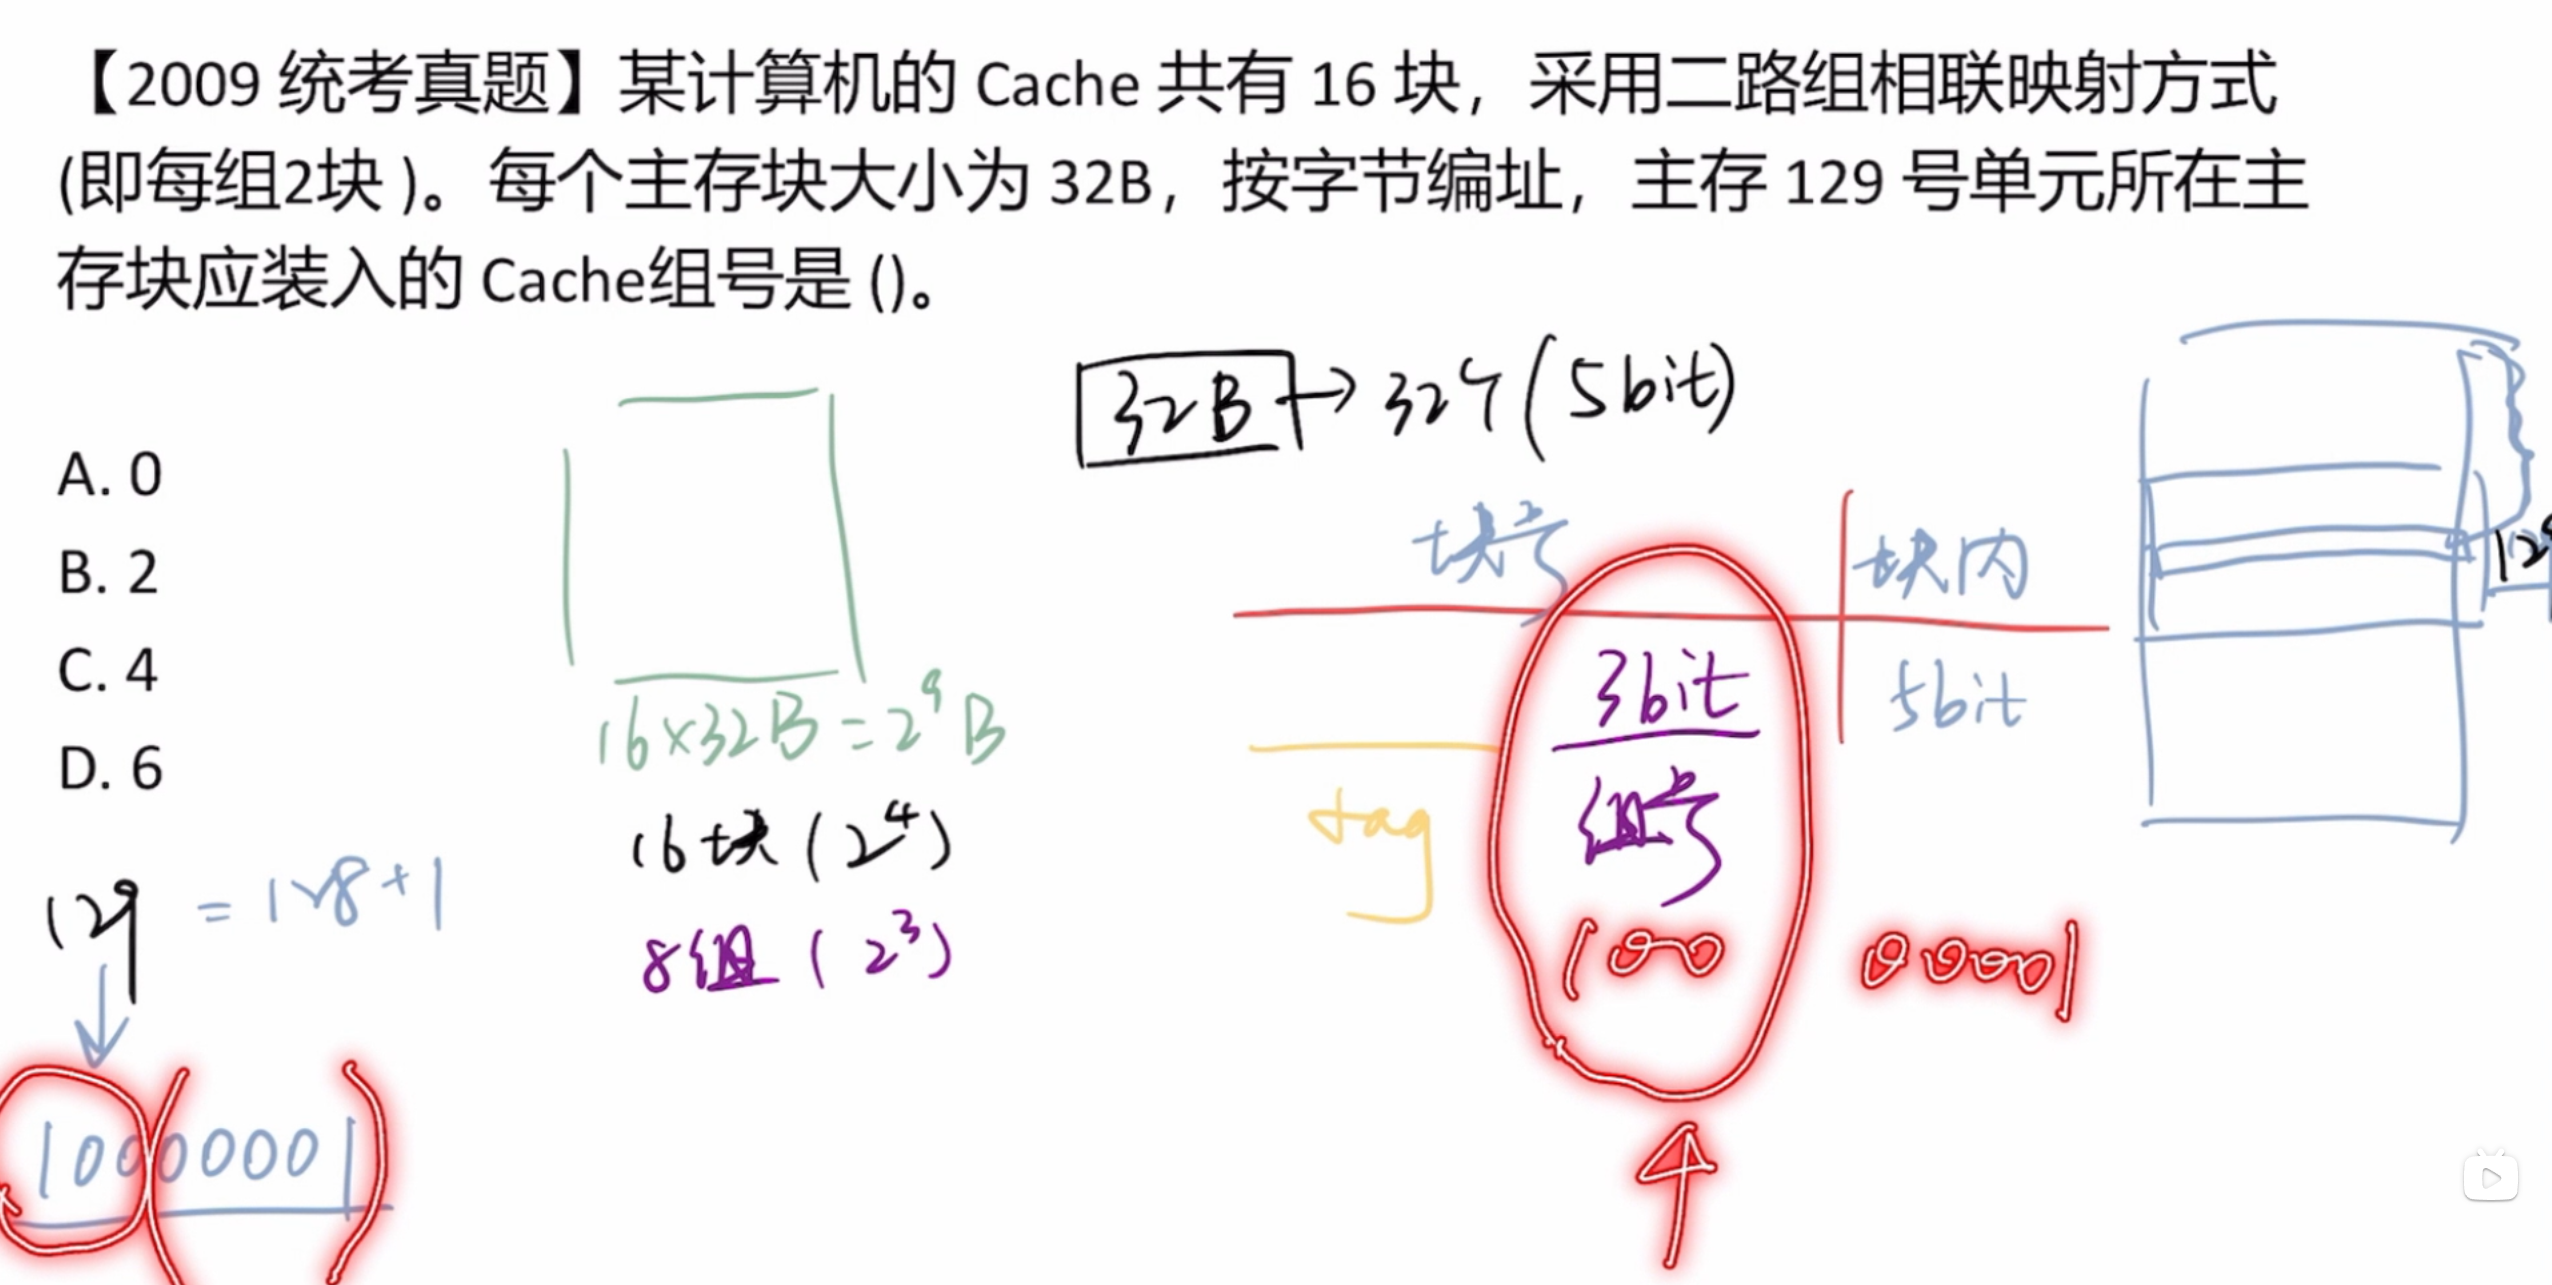 【2009 统考真题】某计算机的 Cache 共有 16 块，采用二路组相联映射方式
(即每组2块 )。每个主存块大小为 32B，按字节编址，主存 129 号单元所在主
存块应装入的 Cache组号是 ()。
32B → 32个 (5bit)
A. 0
B. 2
C. 4
D. 6
块号 块内
3bit 5bit
组号
tag
16×32B = 2^9 B
16块 (2^4)
8组 (2^3)
129 = 128+1
100 00001
10000001